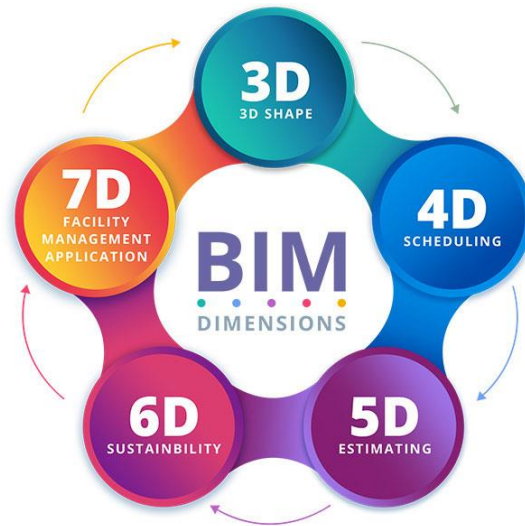 3D
3D SHAPE
4D
SCHEDULING
5D
ESTIMATING
6D
SUSTAINBILITY
7D
FACILITY
MANAGEMENT
APPLICATION
BIM
DIMENSIONS